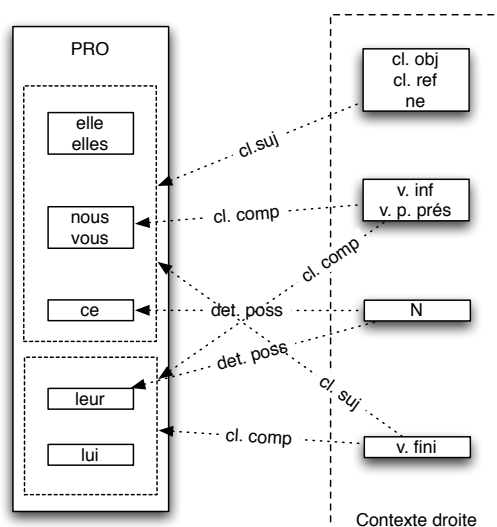 PRO
elle
elles
nous
vous
ce
leur
lui
cl.suj
cl. comp
cl. comp
det. poss
det. poss
cl. suj
cl. comp
cl. obj
cl. ref
ne
v. inf
v. p. prés
N
v. fini
Contexte droite